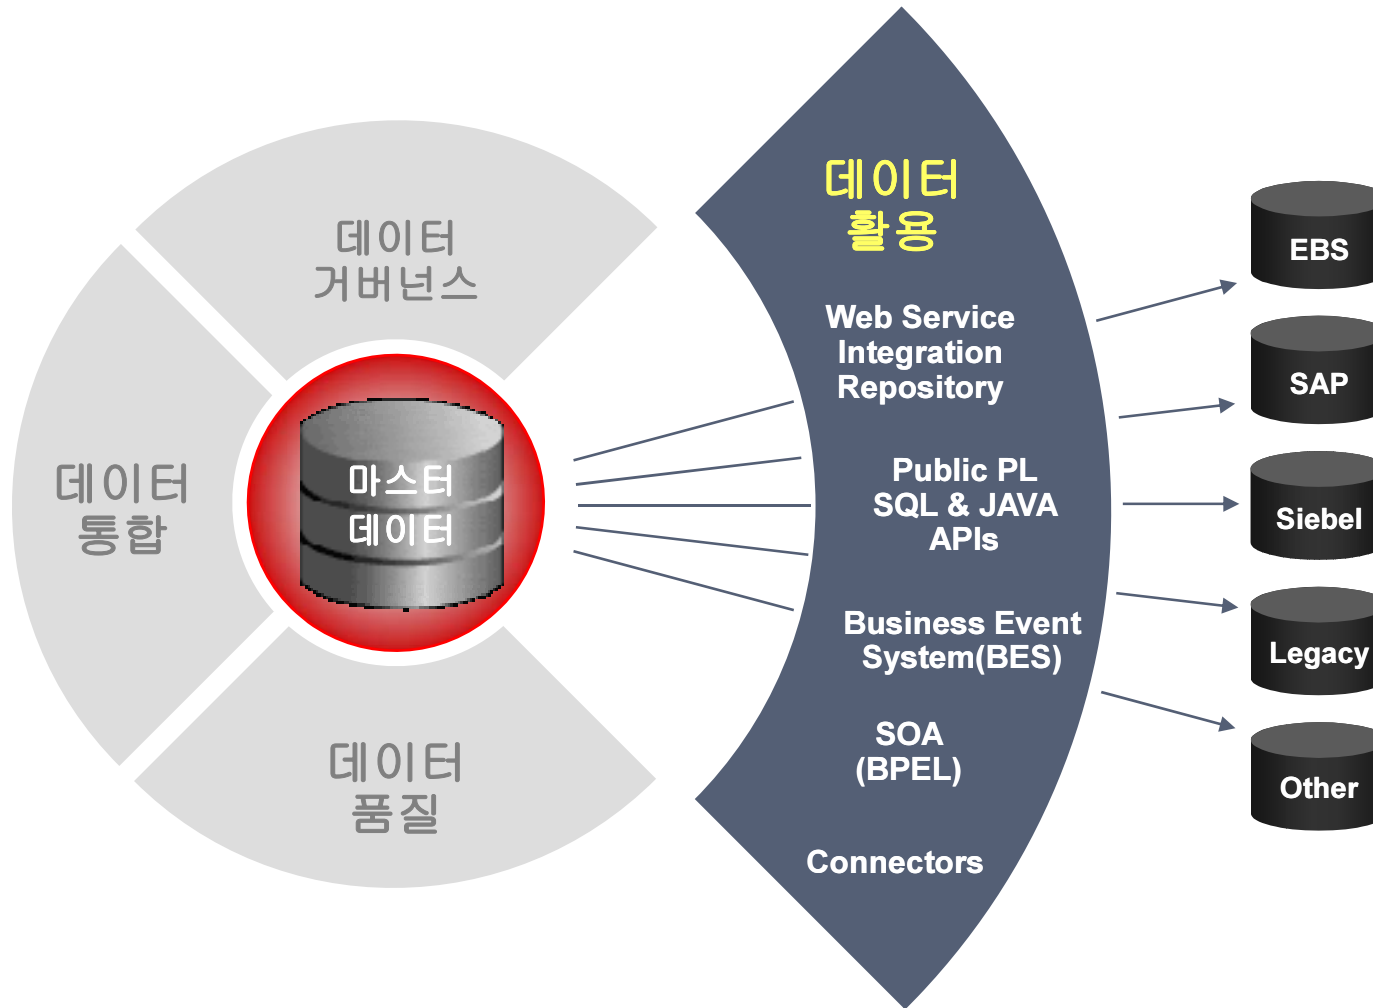 데이터
거버넌스
데이터
통합
마스터
데이터
데이터
품질
데이터
활용
Web Service
Integration
Repository
Public PL
SQL & JAVA
APIs
Business Event
System(BES)
SOA
(BPEL)
Connectors
EBS
SAP
Siebel
Legacy
Other